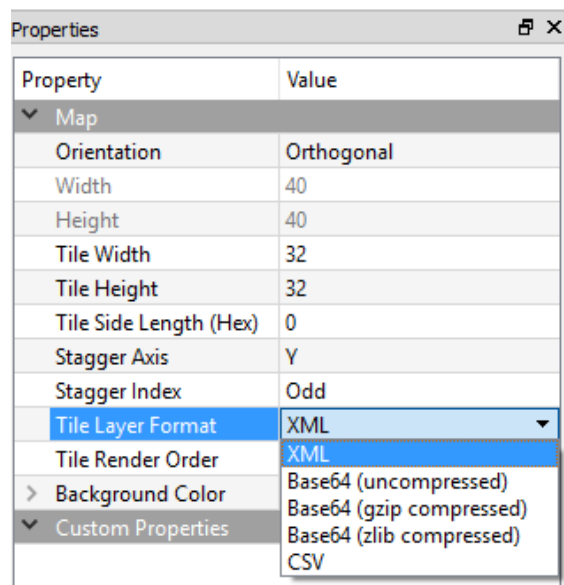 Properties
Property Value
Map
Orientation Orthogonal
Width 40
Height 40
Tile Width 32
Tile Height 32
Tile Side Length (Hex) 0
Stagger Axis Y
Stagger Index Odd
Tile Layer Format XML
Tile Render Order XML
Base64 (uncompressed)
Background Color Base64 (gzip compressed)
Custom Properties Base64 (zlib compressed)
CSV